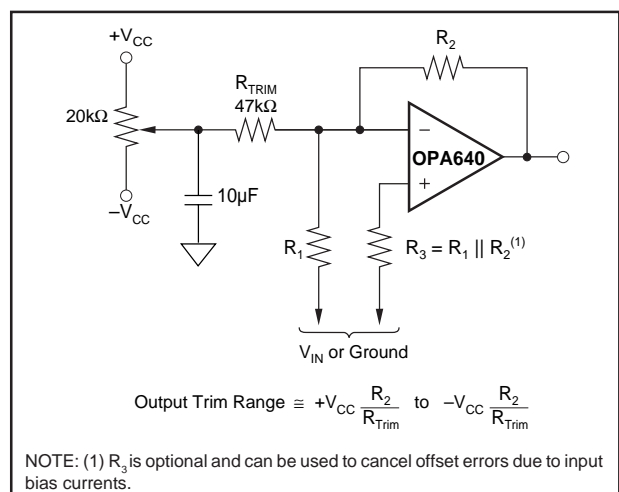 +VCC
20kΩ
–VCC
RTRIM
47kΩ
10µF
R2
–
OPA640
+
R1
R3 = R1 || R2(1)
VIN or Ground
Output Trim Range ≅ +VCC R2/RTrim to –VCC R2/RTrim
NOTE: (1) R3 is optional and can be used to cancel offset errors due to input
bias currents.